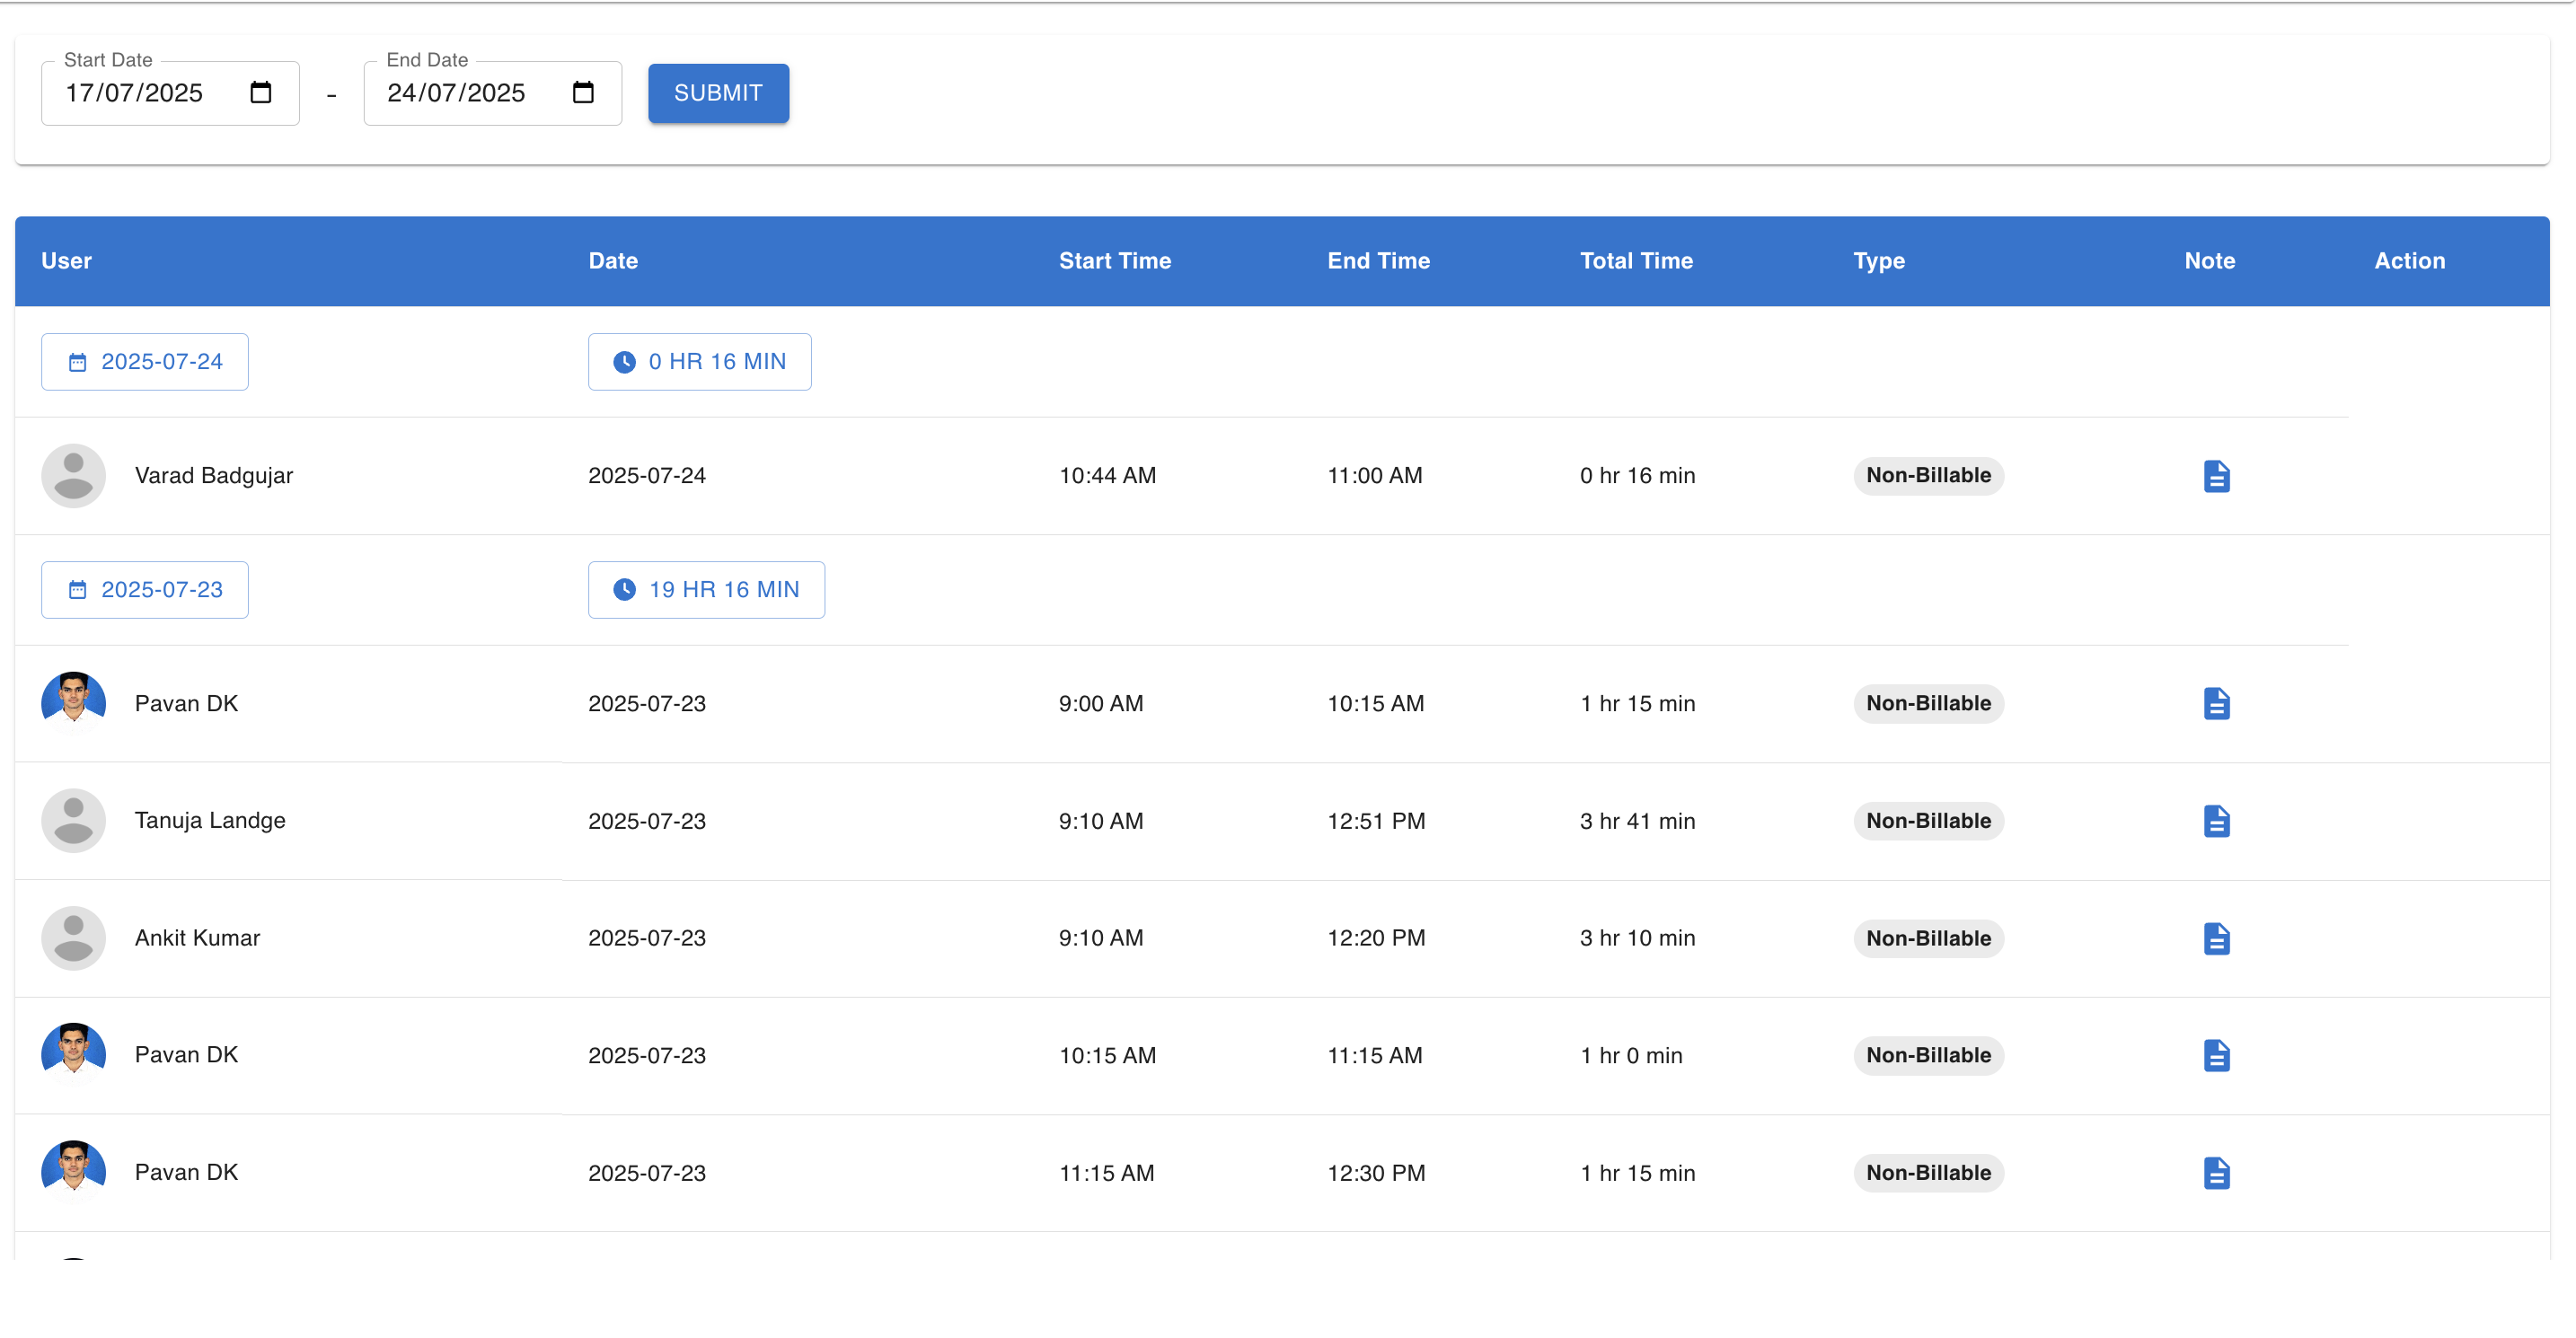 Start Date End Date
17/07/2025 - 24/07/2025 SUBMIT
User Date Start Time End Time Total Time Type Note Action
2025-07-24 0 HR 16 MIN
Varad Badgujar 2025-07-24 10:44 AM 11:00 AM 0 hr 16 min Non-Billable
2025-07-23 19 HR 16 MIN
Pavan DK 2025-07-23 9:00 AM 10:15 AM 1 hr 15 min Non-Billable
Tanuja Landge 2025-07-23 9:10 AM 12:51 PM 3 hr 41 min Non-Billable
Ankit Kumar 2025-07-23 9:10 AM 12:20 PM 3 hr 10 min Non-Billable
Pavan DK 2025-07-23 10:15 AM 11:15 AM 1 hr 0 min Non-Billable
Pavan DK 2025-07-23 11:15 AM 12:30 PM 1 hr 15 min Non-Billable